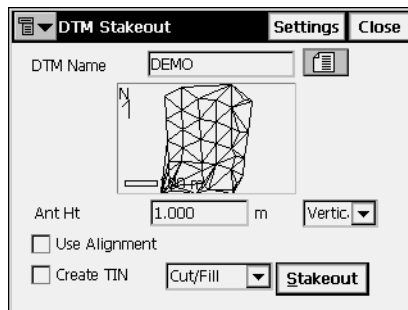 DTM Stakeout Settings Close
DTM Name DEMO
N
Ant Ht 1.000 m Vertic
Use Alignment
Create TIN Cut/Fill Stakeout